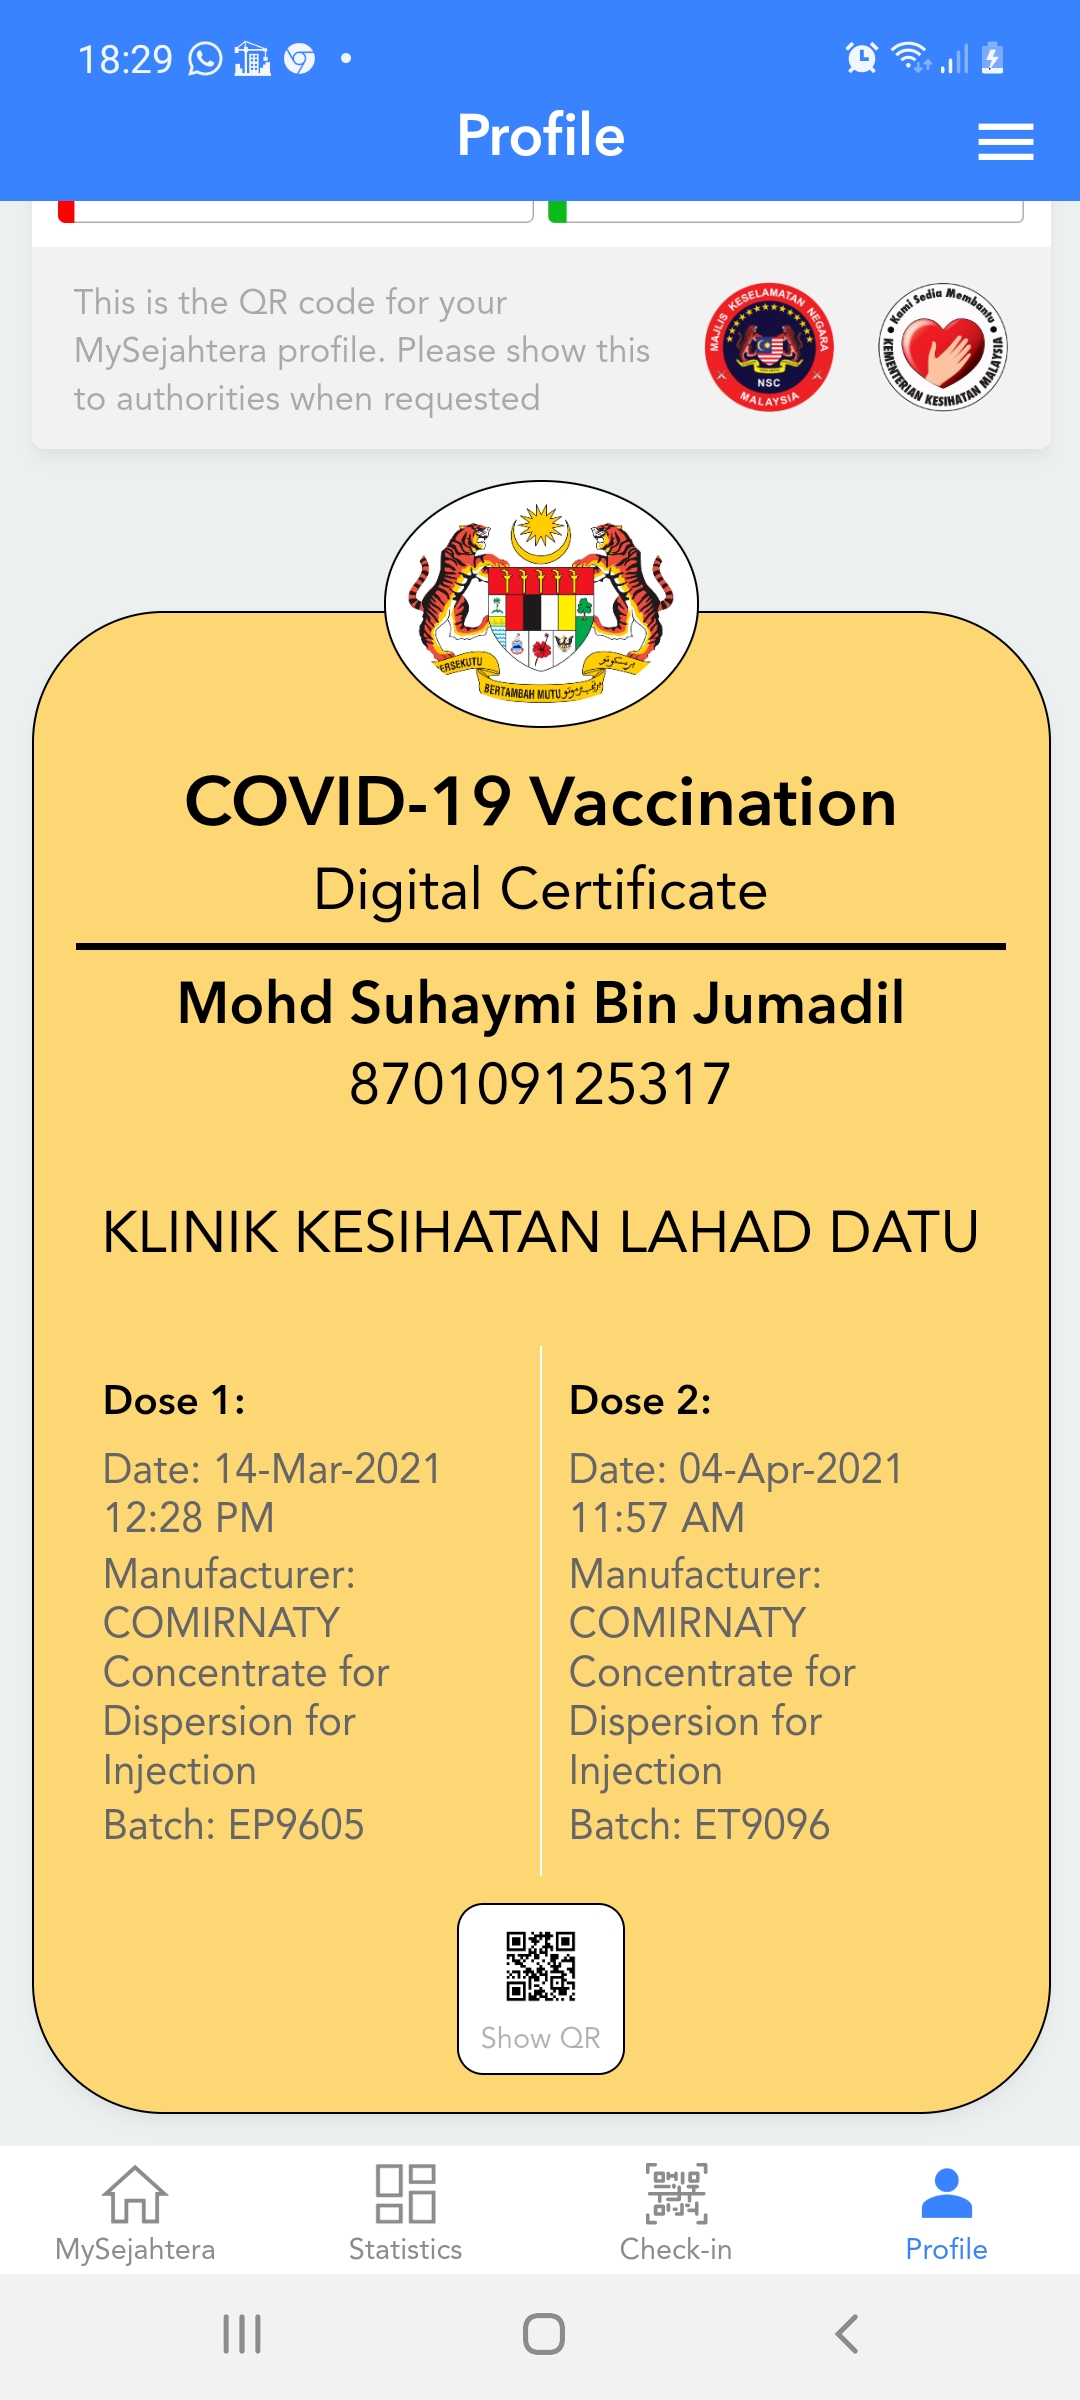 18:29
Profile
This is the QR code for your
MySejahtera profile. Please show this
to authorities when requested
MAJLIS KESELAMATAN NEGARA
NSC
MALAYSIA
Kami Sedia Membantu
KEMENTERIAN KESIHATAN MALAYSIA
ERSEKUTU
BERTAMBAH MUTU
COVID-19 Vaccination
Digital Certificate
Mohd Suhaymi Bin Jumadil
870109125317
KLINIK KESIHATAN LAHAD DATU
Dose 1:
Date: 14-Mar-2021
12:28 PM
Manufacturer:
COMIRNATY
Concentrate for
Dispersion for
Injection
Batch: EP9605
Dose 2:
Date: 04-Apr-2021
11:57 AM
Manufacturer:
COMIRNATY
Concentrate for
Dispersion for
Injection
Batch: ET9096
Show QR
MySejahtera
Statistics
Check-in
Profile